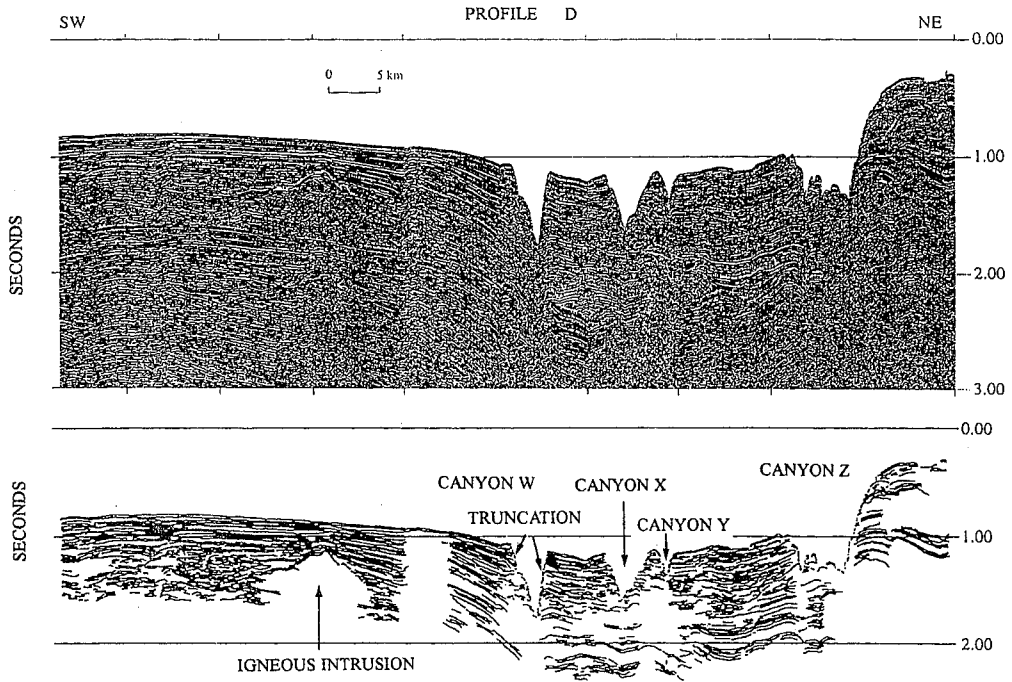 PROFILE D
SW
NE
0.00
0 5 km
1.00
SECONDS
2.00
3.00
0.00
CANYON Z
CANYON W
CANYON X
SECONDS
TRUNCATION
CANYON Y
1.00
2.00
IGNEOUS INTRUSION